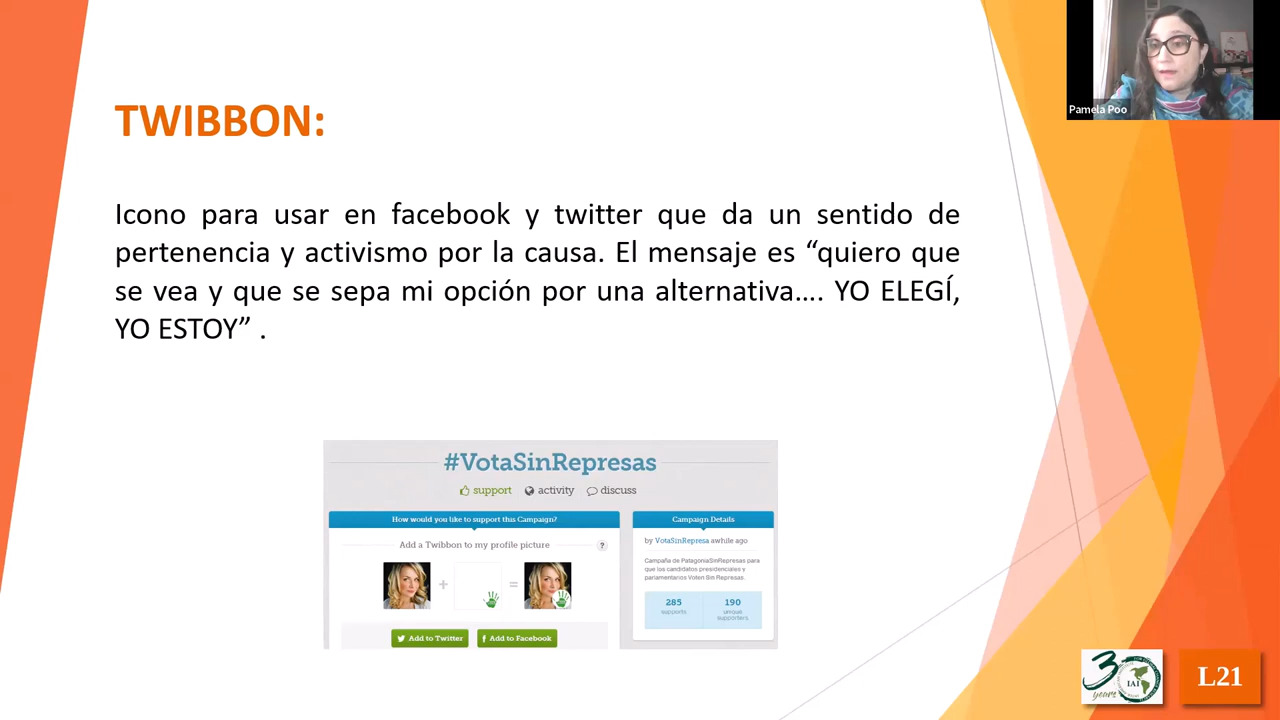 Pamela Poo
TWIBBON:
Icono para usar en facebook y twitter que da un sentido de
pertenencia y activismo por la causa. El mensaje es “quiero que
se vea y que se sepa mi opción por una alternativa…. YO ELEGÍ,
YO ESTOY” .
#VotaSinRepresas
support activity discuss
How would you like to support this Campaign?
Add a Twibbon to my profile picture ?
+ =
Add to Twitter Add to Facebook
Campaign Details
by VotaSinRepresa awhile ago
Campaña de PatagoniaSinRepresas para
que los candidatos presidenciales y
parlamentarios Voten Sin Represas.
285 190
supports unique
supporters
30
years
IAI
L21